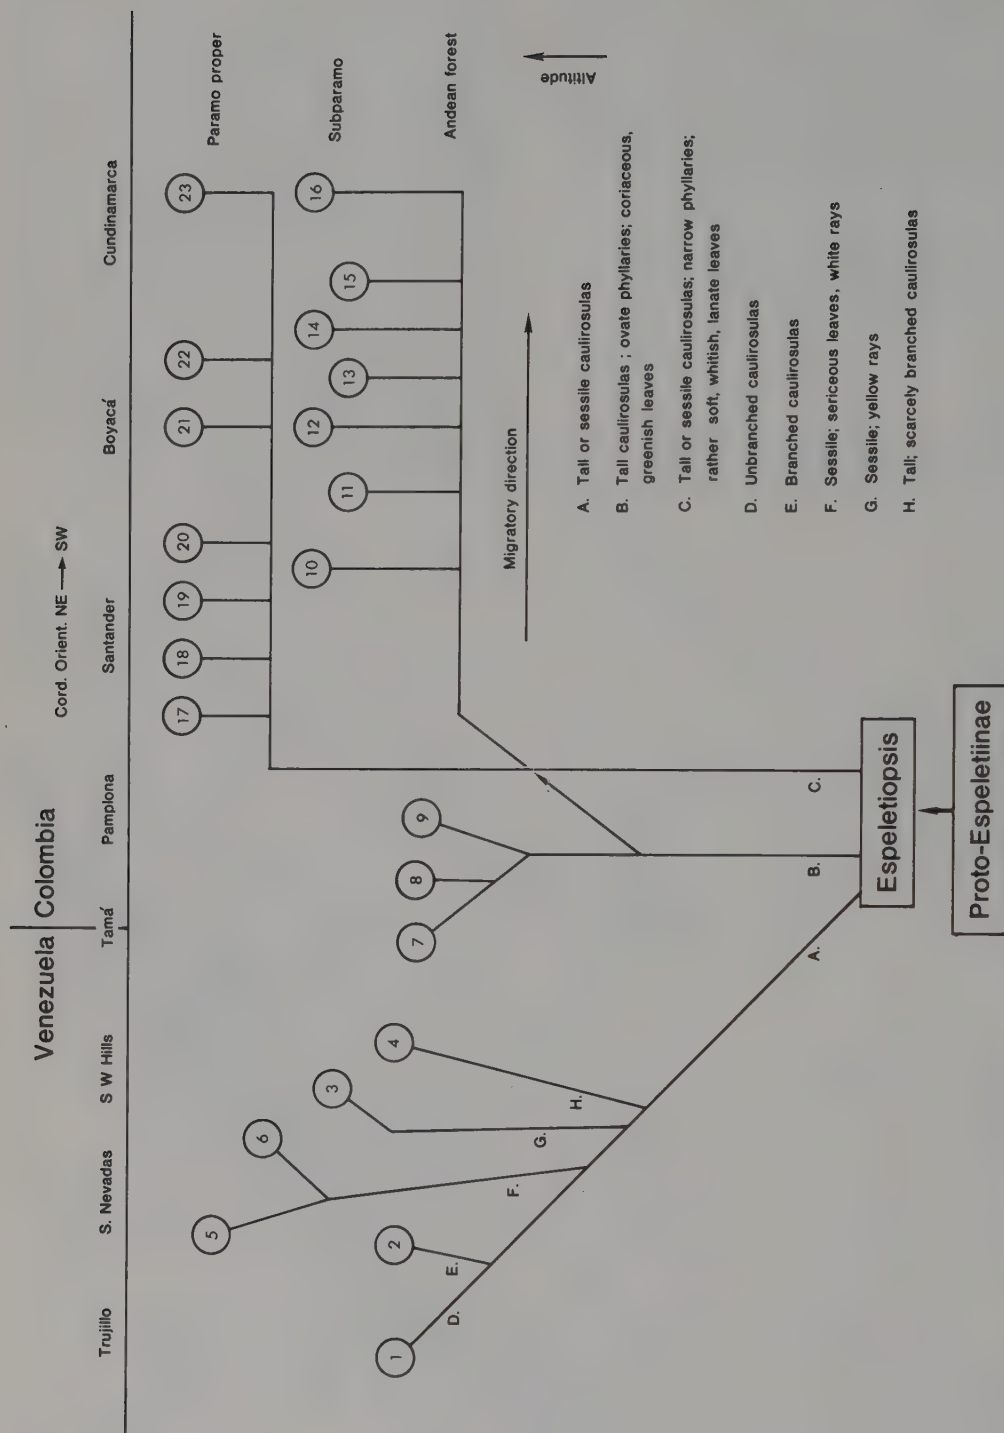 Venezuela Colombia
Cord. Orient. NE → SW
Trujillo S. Nevadas S W Hills Tamá Pamplona Santander Boyacá Cundinamarca
Paramo proper
5 6 17 18 19 20 21 22 23
Subparamo
3 10 11 12 13 14 15 16
Andean forest
1 2 4 7 8 9
D. E. F. G. H.
Altitude
Migratory direction
A. B. C.
A. Tall or sessile caulirosulas
B. Tall caulirosulas ; ovate phyllaries; coriaceous,
greenish leaves
C. Tall or sessile caulirosulas; narrow phyllaries;
rather soft, whitish, lanate leaves
D. Unbranched caulirosulas
E. Branched caulirosulas
F. Sessile; sericeous leaves, white rays
G. Sessile; yellow rays
H. Tall; scarcely branched caulirosulas
Espeletiopsis
Proto-Espeletiinae